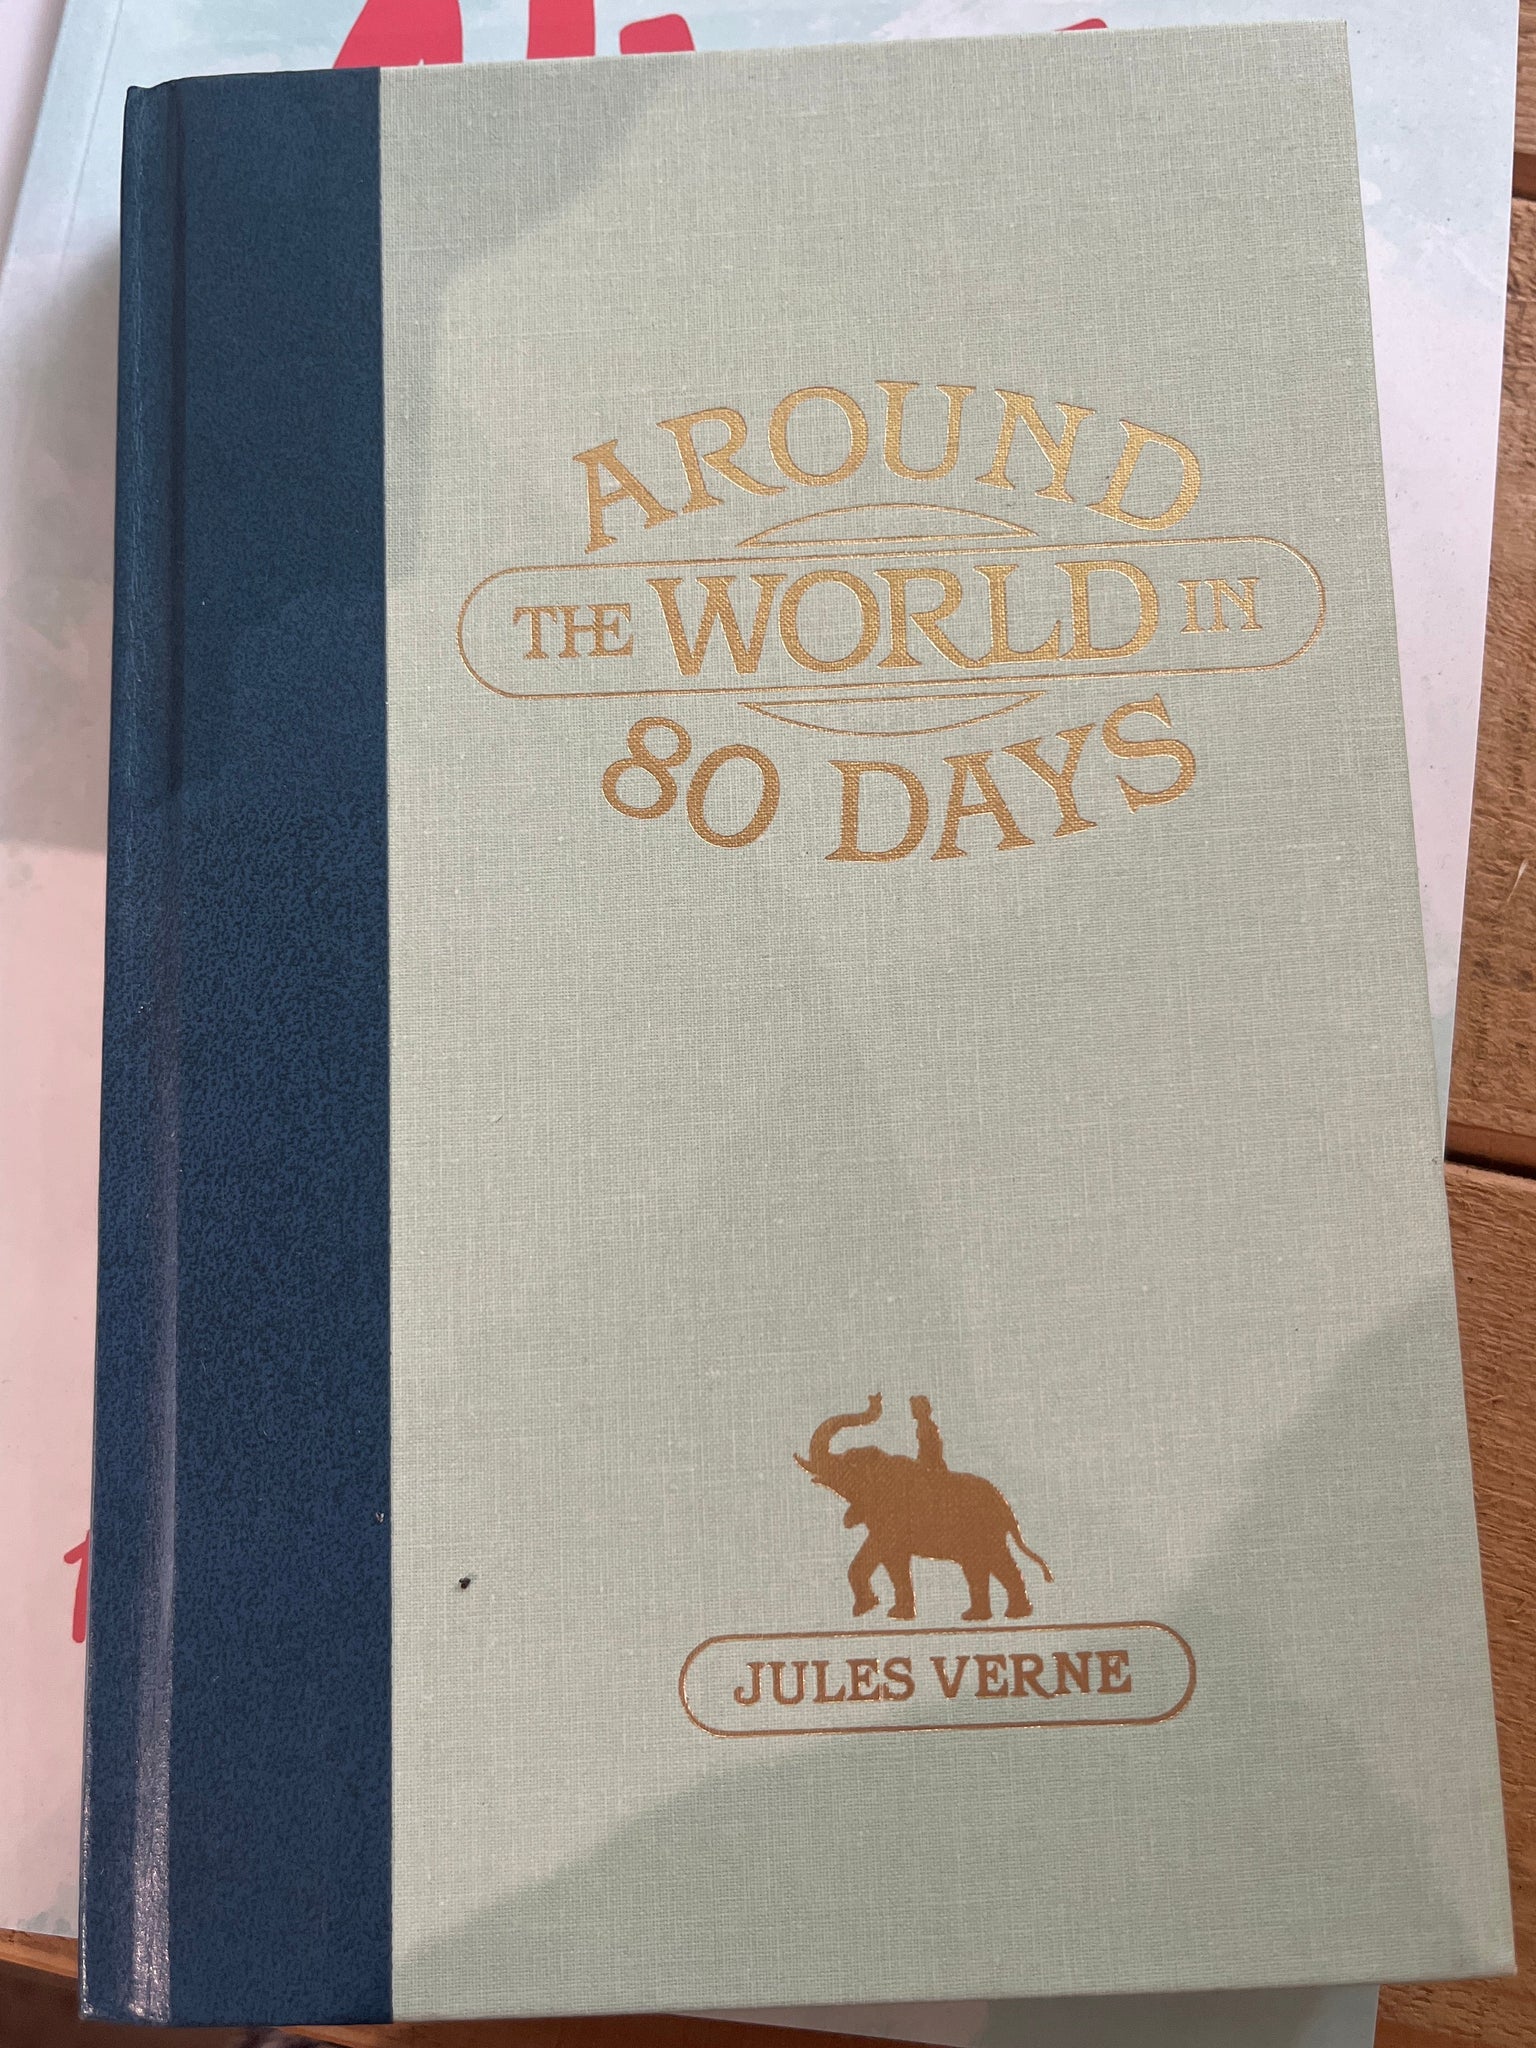 AROUND
THE WORLD IN
80 DAYS
JULES VERNE